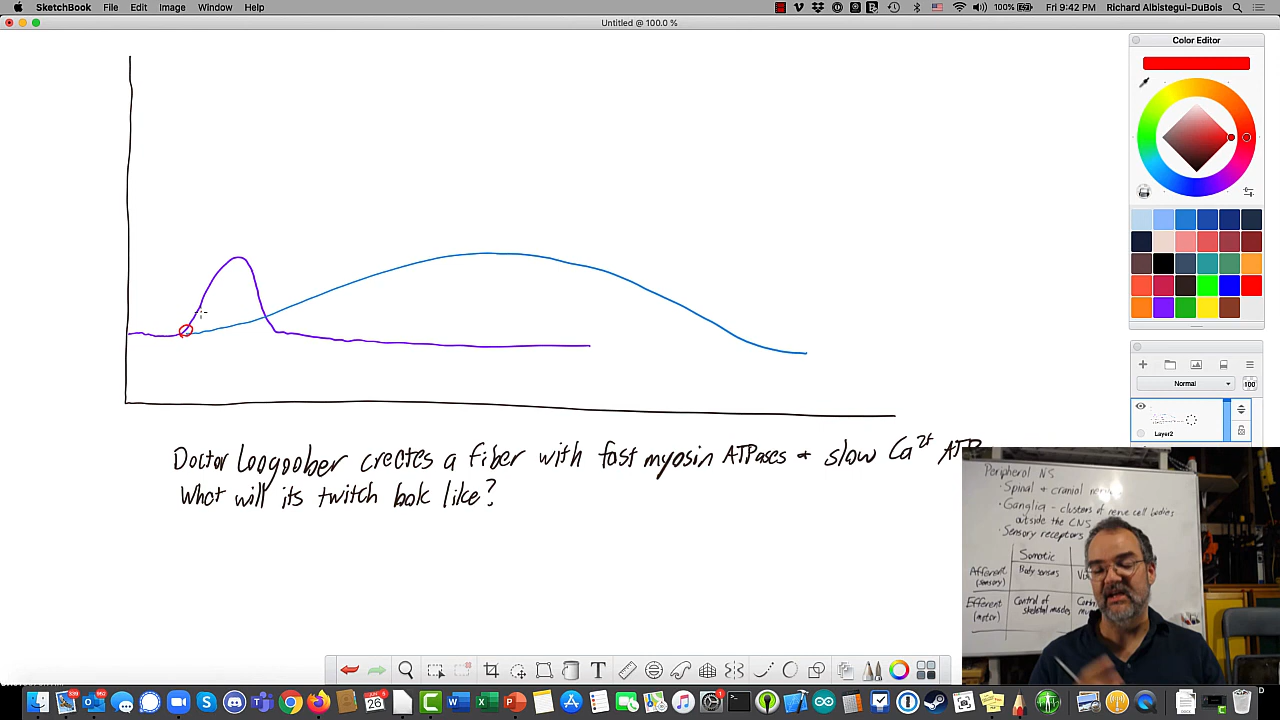 SketchBook File Edit Image Window Help
100% Fri 9:42 PM Richard Albistegui-DuBois
Untitled @ 100.0 %
Color Editor
Normal
100
Layer2
Doctor Loogoober creates a fiber with fast myosin ATPases + slow Ca2+ ATP
What will its twitch look like?
Peripheral NS
• Spinal + cranial
• Ganglia - clusters of nerve cell bodies
outside the CNS
• Sensory receptors
Somatic
Afferent
(sensory)
Body senses
Efferent
(motor)
Control of
skeletal muscles